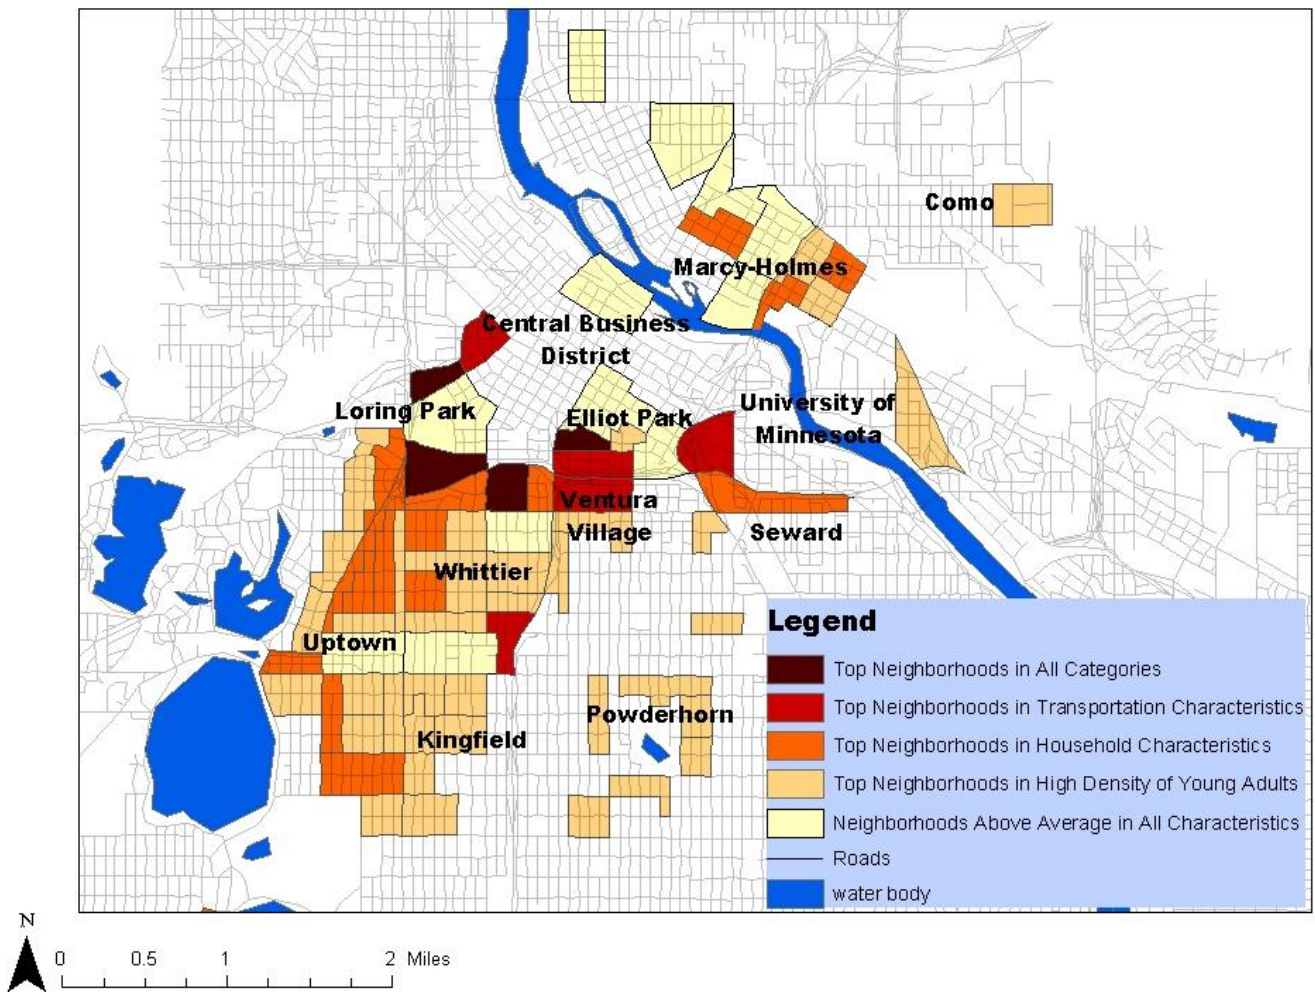 Como
Marcy-Holmes
Central Business
District
Loring Park
Elliot Park
University of
Minnesota
Ventura
Village
Seward
Whittier
Uptown
Powderhorn
Kingfield
Legend
Top Neighborhoods in All Categories
Top Neighborhoods in Transportation Characteristics
Top Neighborhoods in Household Characteristics
Top Neighborhoods in High Density of Young Adults
Neighborhoods Above Average in All Characteristics
Roads
water body
N
0 0.5 1 2 Miles